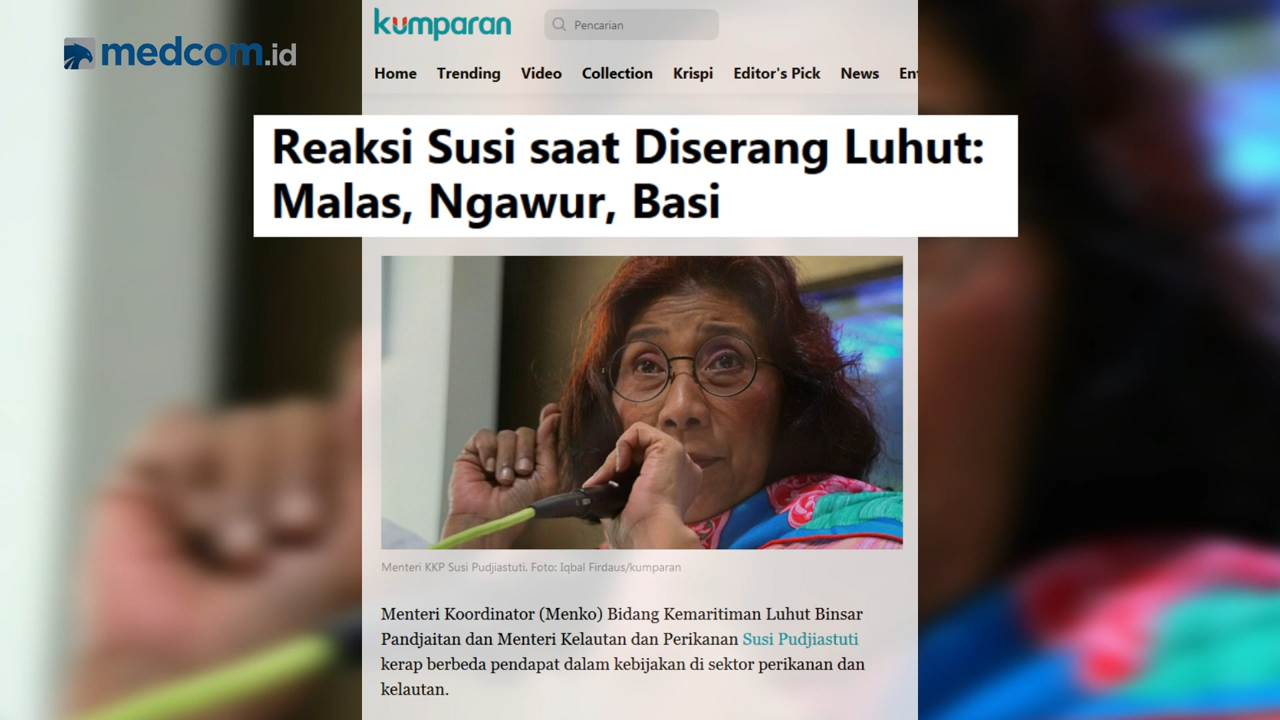 medcom.id
kumparan
Pencarian
Home Trending Video Collection Krispi Editor's Pick News
Reaksi Susi saat Diserang Luhut:
Malas, Ngawur, Basi
Menteri KKP Susi Pudjiastuti. Foto: Iqbal Firdaus/kumparan
Menteri Koordinator (Menko) Bidang Kemaritiman Luhut Binsar
Pandjaitan dan Menteri Kelautan dan Perikanan Susi Pudjiastuti
kerap berbeda pendapat dalam kebijakan di sektor perikanan dan
kelautan.